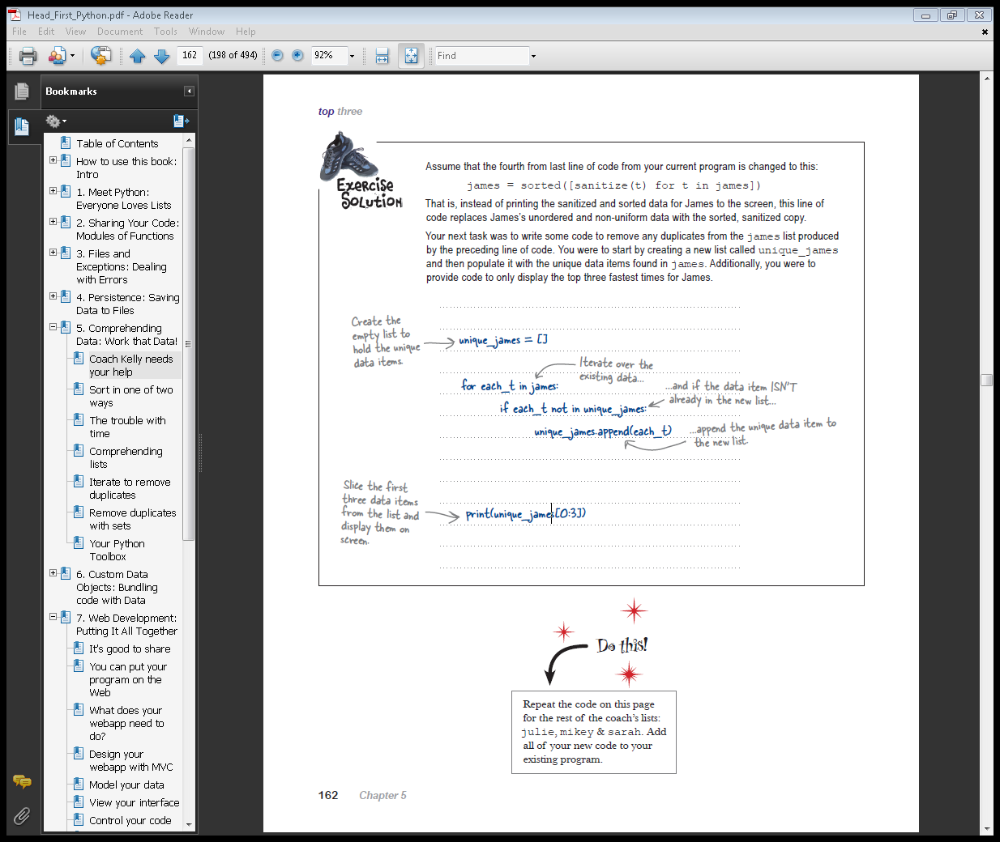 Head_First_Python.pdf - Adobe Reader
File Edit View Document Tools Window Help
162 (198 of 494) 92% Find
Bookmarks
Table of Contents
How to use this book:
Intro
1. Meet Python:
Everyone Loves Lists
2. Sharing Your Code:
Modules of Functions
3. Files and
Exceptions: Dealing
with Errors
4. Persistence: Saving
Data to Files
5. Comprehending
Data: Work that Data!
Coach Kelly needs
your help
Sort in one of two
ways
The trouble with
time
Comprehending
lists
Iterate to remove
duplicates
Remove duplicates
with sets
Your Python
Toolbox
6. Custom Data
Objects: Bundling
code with Data
7. Web Development:
Putting It All Together
It's good to share
You can put your
program on the
Web
What does your
webapp need to
do?
Design your
webapp with MVC
Model your data
View your interface
Control your code
top three
Exercise
Solution
Assume that the fourth from last line of code from your current program is changed to this:
james = sorted([sanitize(t) for t in james])
That is, instead of printing the sanitized and sorted data for James to the screen, this line of
code replaces James's unordered and non-uniform data with the sorted, sanitized copy.
Your next task was to write some code to remove any duplicates from the james list produced
by the preceding line of code. You were to start by creating a new list called unique_james
and then populate it with the unique data items found in james. Additionally, you were to
provide code to only display the top three fastest times for James.
Create the
empty list to
hold the unique
data items.
unique_james = []
Iterate over the
existing data...
for each_t in james:
...and if the data item ISN'T
already in the new list...
if each_t not in unique_james:
unique_james.append(each_t)
...append the unique data item to
the new list.
Slice the first
three data items
from the list and
display them on
screen.
print(unique_james[0:3])
Do this!
Repeat the code on this page
for the rest of the coach's lists:
julie, mikey & sarah. Add
all of your new code to your
existing program.
162 Chapter 5